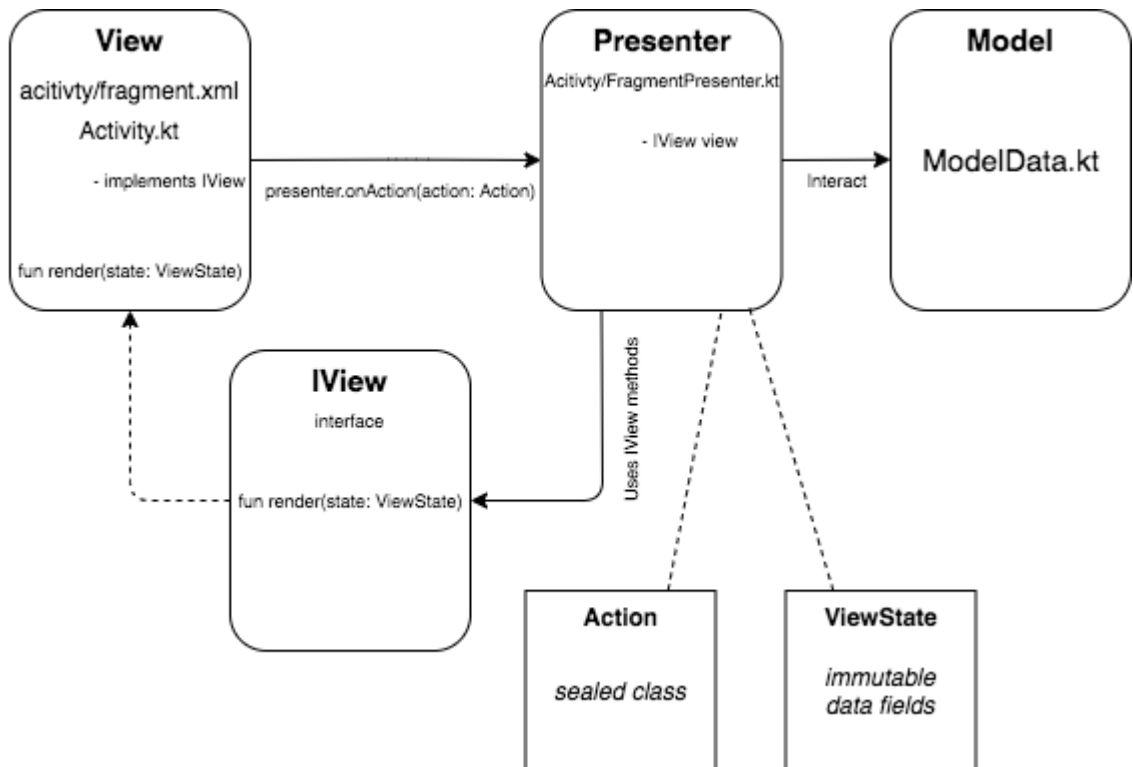 View
acitivty/fragment.xml
Activity.kt
- implements IView
fun render(state: ViewState)
presenter.onAction(action: Action)
Presenter
Acitivty/FragmentPresenter.kt
- IView view
Interact
Model
ModelData.kt
IView
interface
fun render(state: ViewState)
Uses IView methods
Action
sealed class
ViewState
immutable
data fields